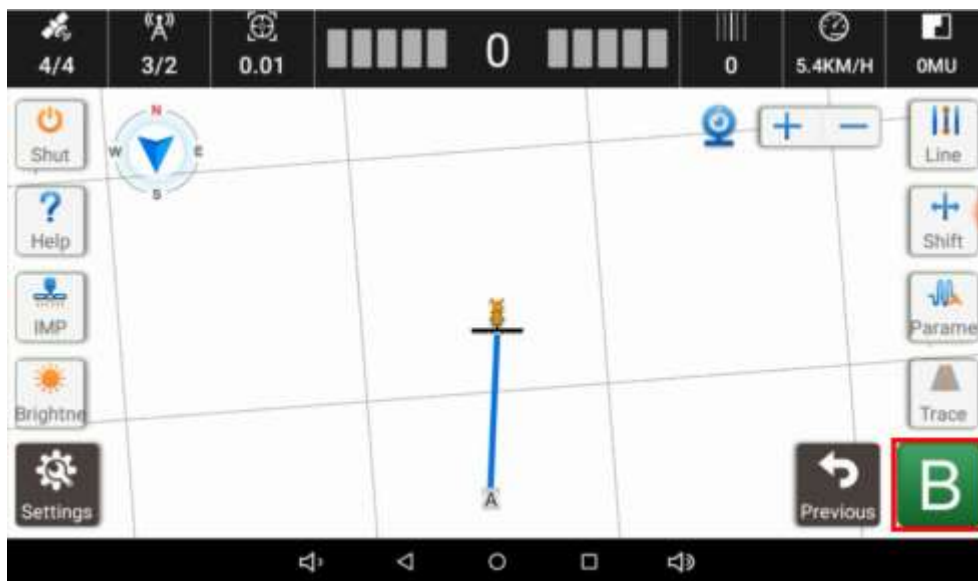 4/4
3/2
0.01
0
0
5.4KM/H
0MU
Shut
N
W
E
S
Line
Help
Shift
IMP
Parame
Brightne
Trace
A
Settings
Previous
B